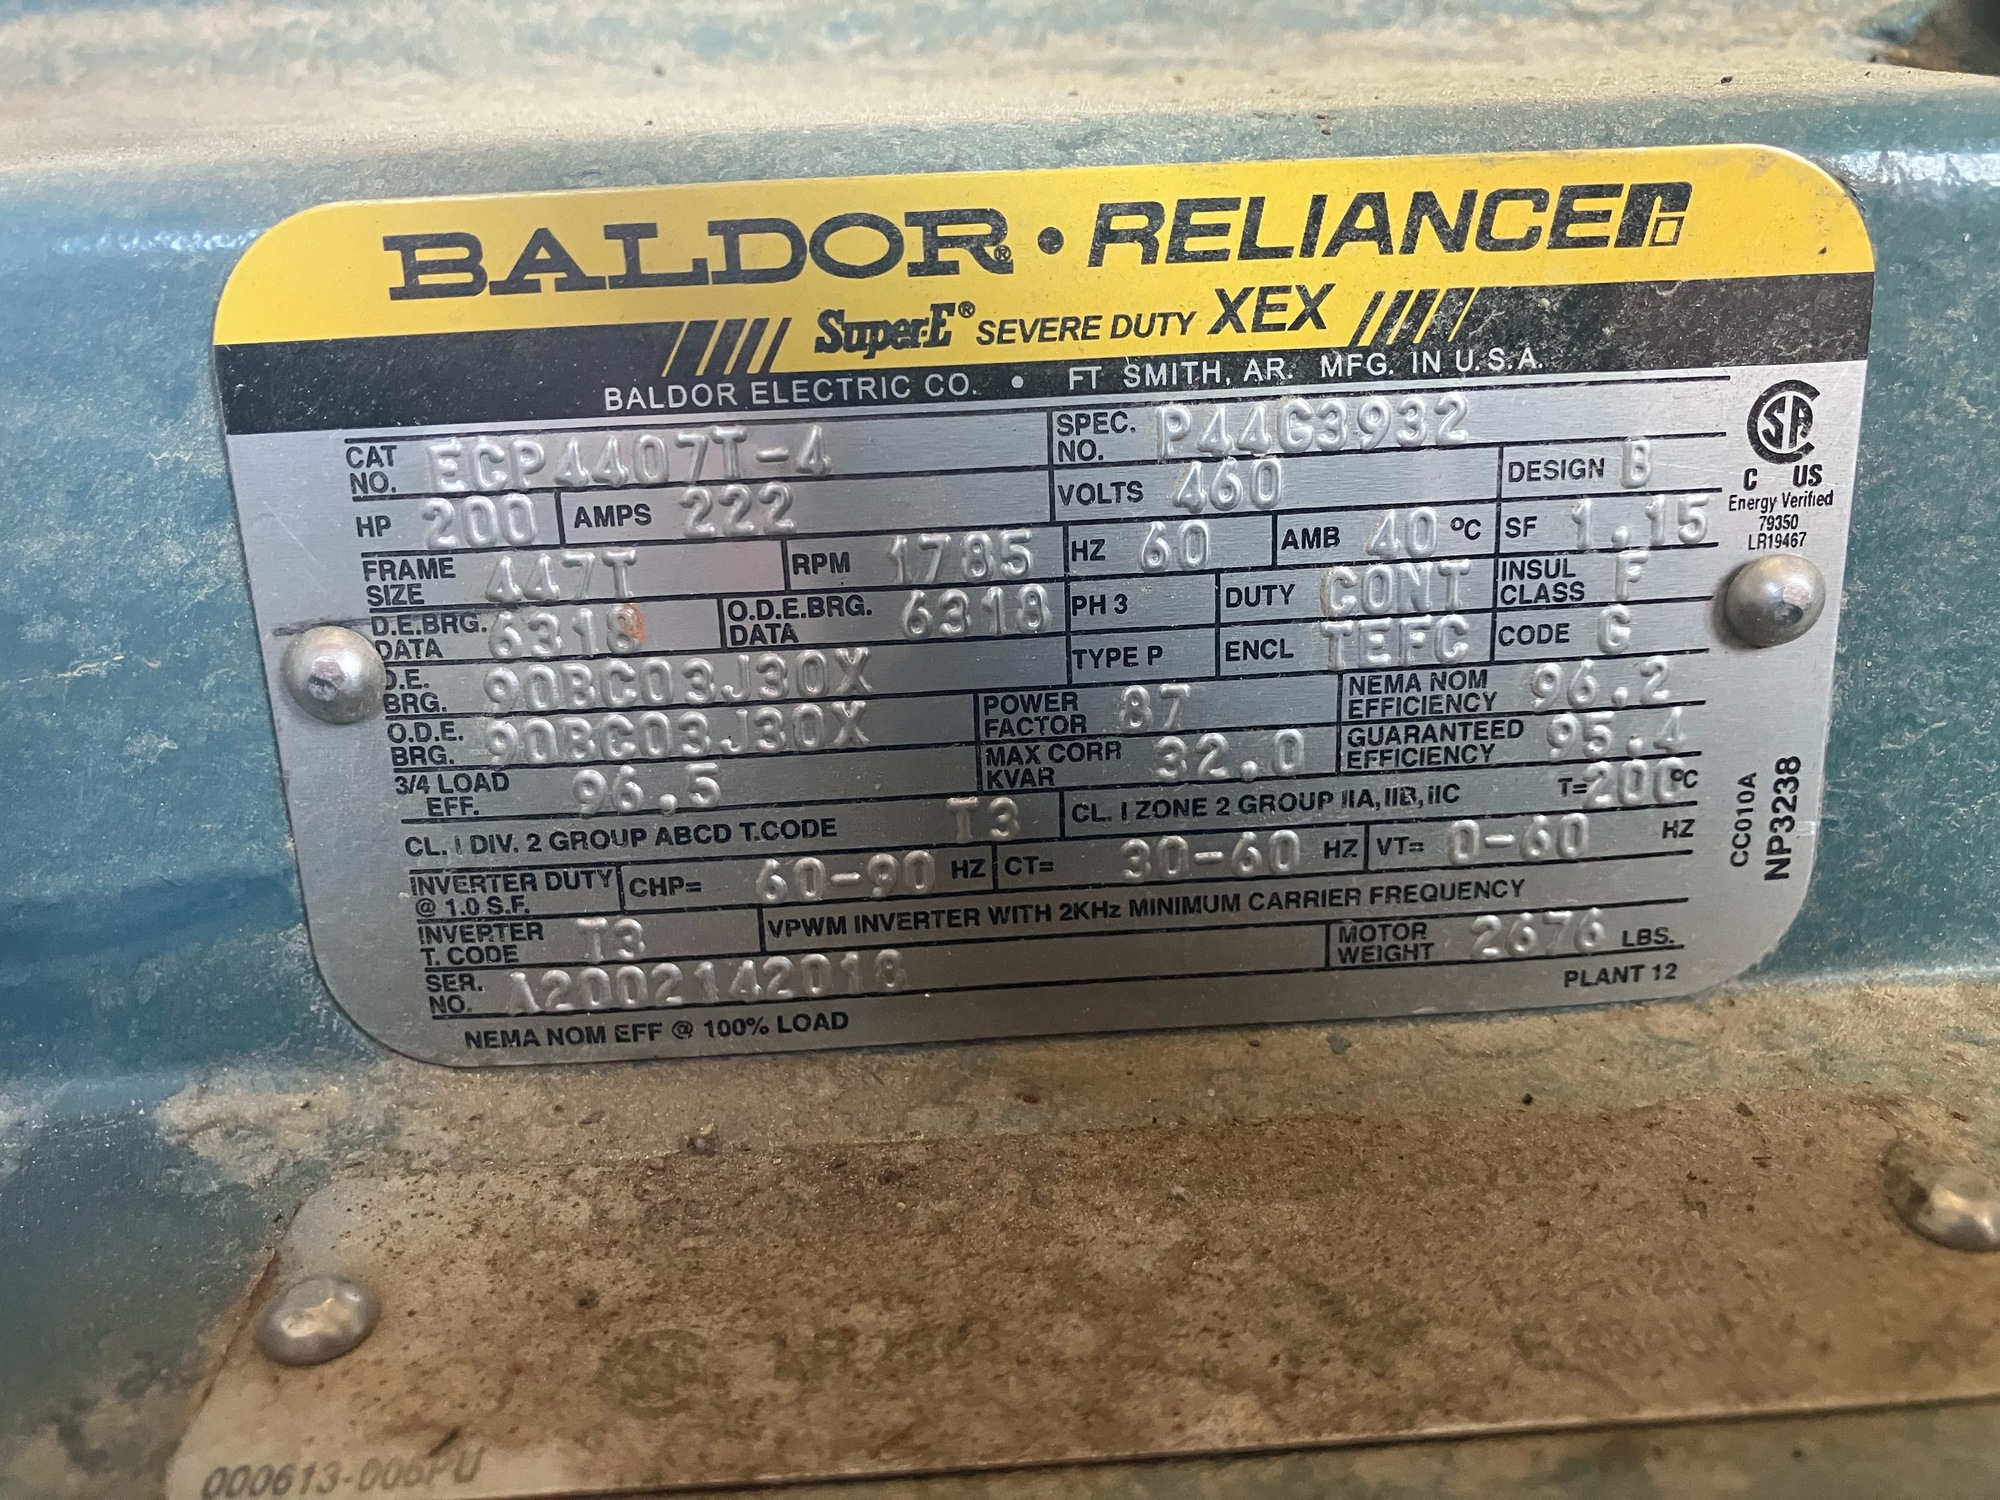 BALDOR® • RELIANCE
Super-E® SEVERE DUTY XEX
BALDOR ELECTRIC CO. • FT SMITH, AR. MFG. IN U.S.A.
CAT NO. ECP4407T-4 SPEC. NO. P44G3932
HP 200 AMPS 222 VOLTS 460 DESIGN B
FRAME SIZE 447T RPM 1785 HZ 60 AMB 40 °C SF 1.15
D.E.BRG. DATA 6318 O.D.E.BRG. DATA 6318 PH 3 DUTY CONT INSUL CLASS F
D.E. BRG. 90BC03J30X TYPE P ENCL TEFC CODE G
O.D.E. BRG. 90BC03J30X POWER FACTOR 87 NEMA NOM EFFICIENCY 96.2
3/4 LOAD EFF. 96.5 MAX CORR KVAR 32.0 GUARANTEED EFFICIENCY 95.4
CL. I DIV. 2 GROUP ABCD T.CODE T3 CL. I ZONE 2 GROUP IIA, IIB, IIC T=200°C
INVERTER DUTY @ 1.0 S.F. CHP= 60-90 HZ CT= 30-60 HZ VT= 0-60 HZ
INVERTER T. CODE T3 VPWM INVERTER WITH 2KHz MINIMUM CARRIER FREQUENCY
SER. NO. A2002142018 MOTOR WEIGHT 2676 LBS.
NEMA NOM EFF @ 100% LOAD PLANT 12
SA
C US
Energy Verified
79350
LR19467
CC010A
NP3238
000613-006PU